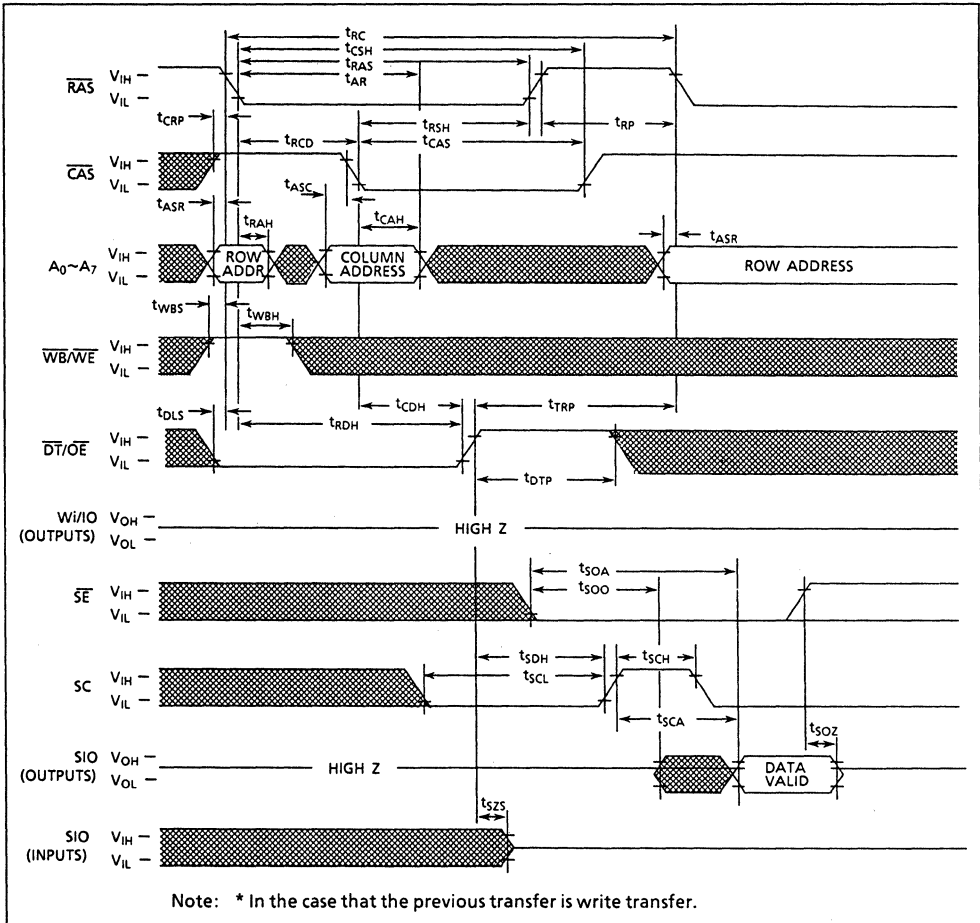 tRC
tCSH
tRAS
tAR
RAS VIH
VIL
tCRP
tRCD
tRSH
tRP
tCAS
CAS VIH
VIL
tASC
tASR
tRAH
tCAH
tASR
A0~A7 VIH
VIL
ROW ADDR
COLUMN ADDRESS
ROW ADDRESS
tWBS
tWBH
WB/WE VIH
VIL
tDLS
tCDH
tTRP
tRDH
DT/OE VIH
VIL
tDTP
Wi/IO (OUTPUTS) VOH
VOL
HIGH Z
tSOA
tSOO
SE VIH
VIL
tSDH
tSCH
tSCL
SC VIH
VIL
tSCA
tSOZ
SIO (OUTPUTS) VOH
VOL
HIGH Z
DATA VALID
tSZS
SIO (INPUTS) VIH
VIL
Note: * In the case that the previous transfer is write transfer.